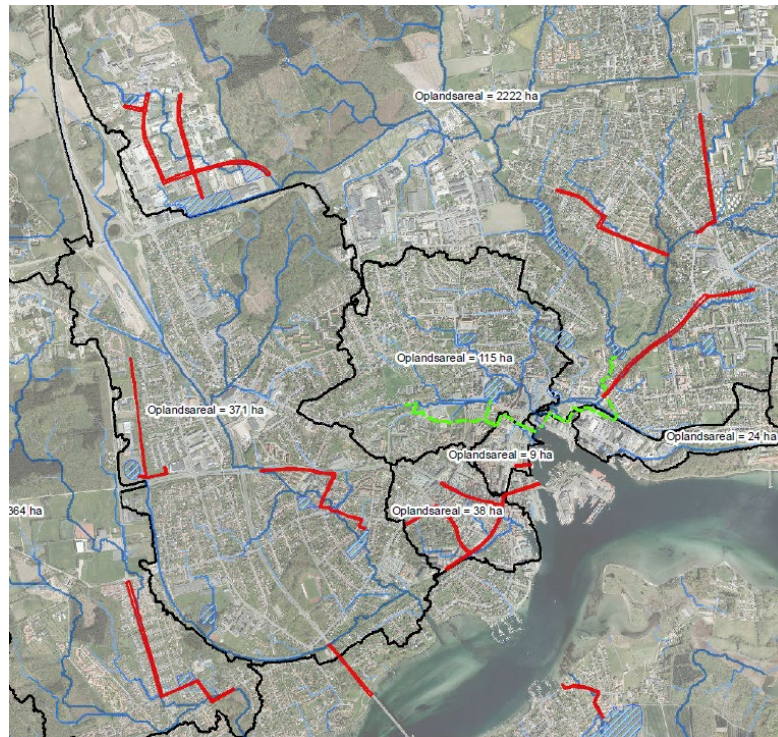 Oplandsareal = 2222 ha
Oplandsareal = 115 ha
Oplandsareal = 371 ha
Oplandsareal = 24 ha
Oplandsareal = 9 ha
364 ha
Oplandsareal = 38 ha